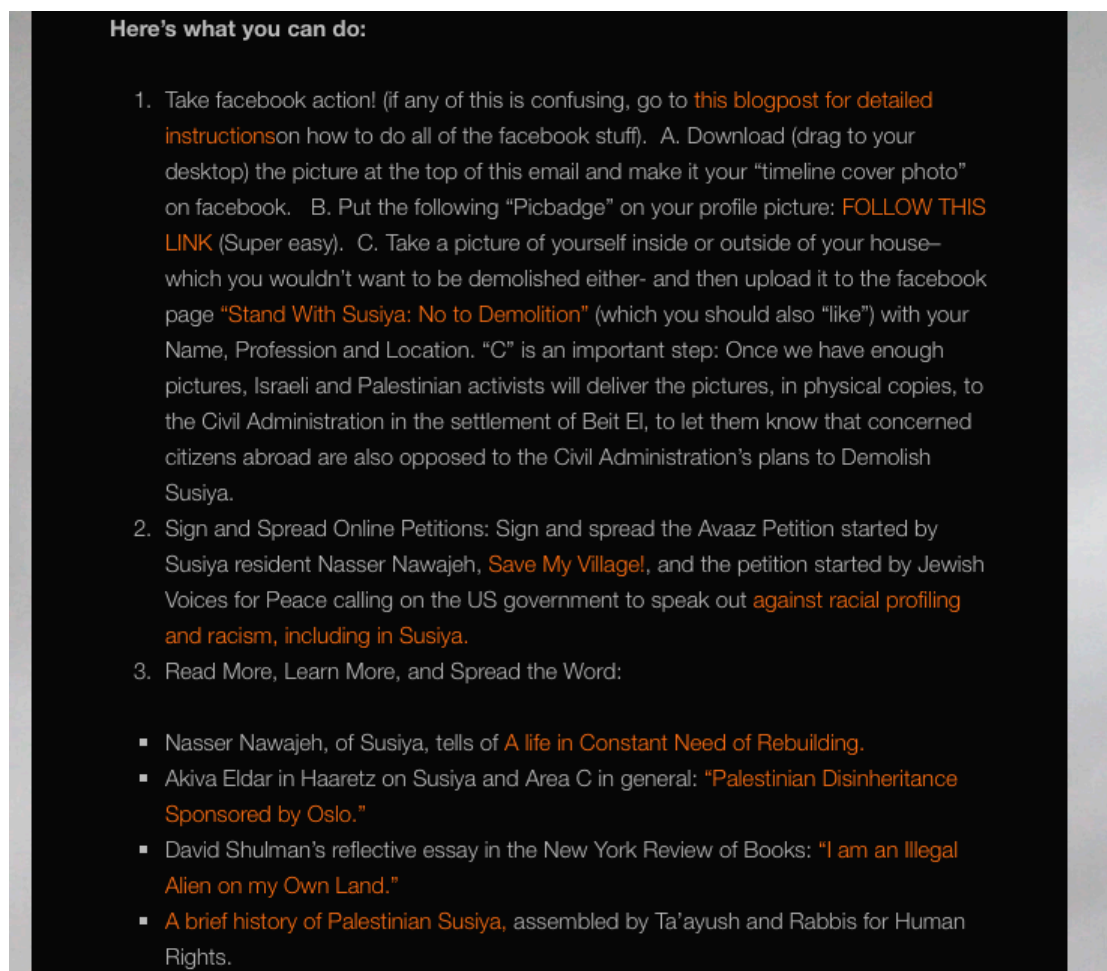 Here’s what you can do:
1. Take facebook action! (if any of this is confusing, go to this blogpost for detailed
instructionson how to do all of the facebook stuff).  A. Download (drag to your
desktop) the picture at the top of this email and make it your “timeline cover photo”
on facebook.   B. Put the following “Picbadge” on your profile picture: FOLLOW THIS
LINK (Super easy).  C. Take a picture of yourself inside or outside of your house–
which you wouldn’t want to be demolished either- and then upload it to the facebook
page “Stand With Susiya: No to Demolition” (which you should also “like”) with your
Name, Profession and Location. “C” is an important step: Once we have enough
pictures, Israeli and Palestinian activists will deliver the pictures, in physical copies, to
the Civil Administration in the settlement of Beit El, to let them know that concerned
citizens abroad are also opposed to the Civil Administration’s plans to Demolish
Susiya.
2. Sign and Spread Online Petitions: Sign and spread the Avaaz Petition started by
Susiya resident Nasser Nawajeh, Save My Village!, and the petition started by Jewish
Voices for Peace calling on the US government to speak out against racial profiling
and racism, including in Susiya.
3. Read More, Learn More, and Spread the Word:
▪ Nasser Nawajeh, of Susiya, tells of A life in Constant Need of Rebuilding.
▪ Akiva Eldar in Haaretz on Susiya and Area C in general: “Palestinian Disinheritance
Sponsored by Oslo.”
▪ David Shulman’s reflective essay in the New York Review of Books: “I am an Illegal
Alien on my Own Land.”
▪ A brief history of Palestinian Susiya, assembled by Ta’ayush and Rabbis for Human
Rights.